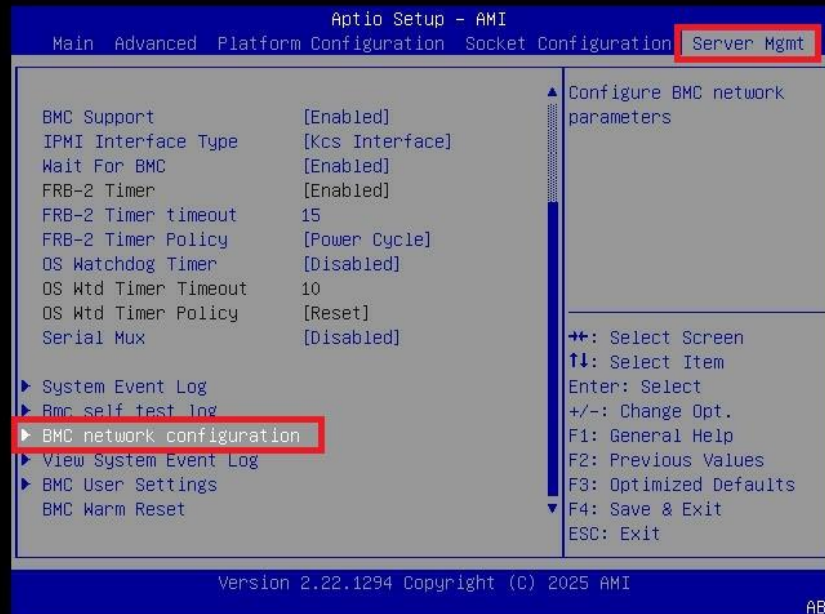 Aptio Setup - AMI
Main Advanced Platform Configuration Socket Configuration Server Mgmt
BMC Support [Enabled]
IPMI Interface Type [Kcs Interface]
Wait For BMC [Enabled]
FRB-2 Timer [Enabled]
FRB-2 Timer timeout 15
FRB-2 Timer Policy [Power Cycle]
OS Watchdog Timer [Disabled]
OS Wtd Timer Timeout 10
OS Wtd Timer Policy [Reset]
Serial Mux [Disabled]
System Event Log
Bmc self test log
BMC network configuration
View System Event Log
BMC User Settings
BMC Warm Reset
Configure BMC network
parameters
→←: Select Screen
↑↓: Select Item
Enter: Select
+/-: Change Opt.
F1: General Help
F2: Previous Values
F3: Optimized Defaults
F4: Save & Exit
ESC: Exit
Version 2.22.1294 Copyright (C) 2025 AMI
AB